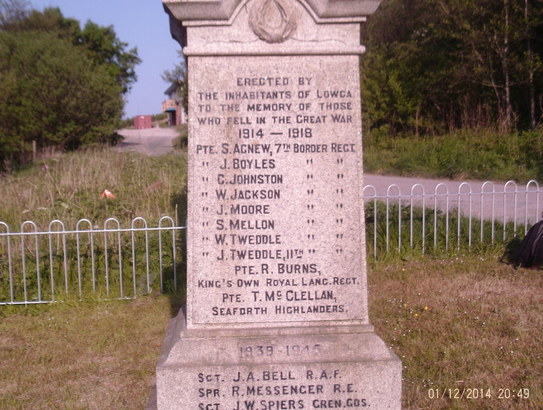 ERECTED BY
THE INHABITANTS OF LOWCA
TO THE MEMORY OF THOSE
WHO FELL IN THE GREAT WAR
1914 — 1918
PTE. S. AGNEW, 7TH BORDER REGT.
" J. BOYLES " "
" C. JOHNSTON " "
" W. JACKSON " "
" J. MOORE " "
" S. MELLON " "
" W. TWEDDLE " "
" J. TWEDDLE, 11TH " "
PTE. R. BURNS,
KING'S OWN ROYAL LANC. REGT.
PTE. T. MC CLELLAN,
SEAFORTH HIGHLANDERS.
1939-1945
SGT. J.A. BELL R.A.F.
SPR. R. MESSENGER R.E.
SGT. J.W. SPIERS GREN. GDS.
01/12/2014 20:49